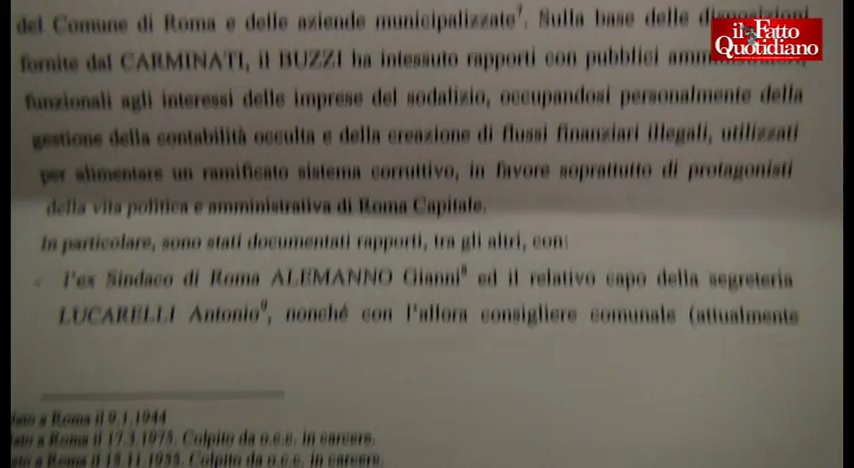 del Comune di Roma e delle aziende municipalizzate⁷. Sulla base delle disposizioni
il Fatto
Quotidiano
fornite dal CARMINATI, il BUZZI ha intessuto rapporti con pubblici
funzionali agli interessi delle imprese del sodalizio, occupandosi personalmente della
gestione della contabilità occulta e della creazione di flussi finanziari illegali, utilizzati
per alimentare un ramificato sistema corruttivo, in favore soprattutto di protagonisti
della vita politica e amministrativa di Roma Capitale.
In particolare, sono stati documentati rapporti, tra gli altri, con:
- l'ex Sindaco di Roma ALEMANNO Gianni⁸ ed il relativo capo della segreteria
LUCARELLI Antonio⁹, nonché con l'allora consigliere comunale (attualmente
a Roma il 9.1.1944
a Roma il 17.3.1975. Colpito da o.c.c. in carcere.
a Roma il 15.11.1955. Colpito da o.c.c. in carcere.